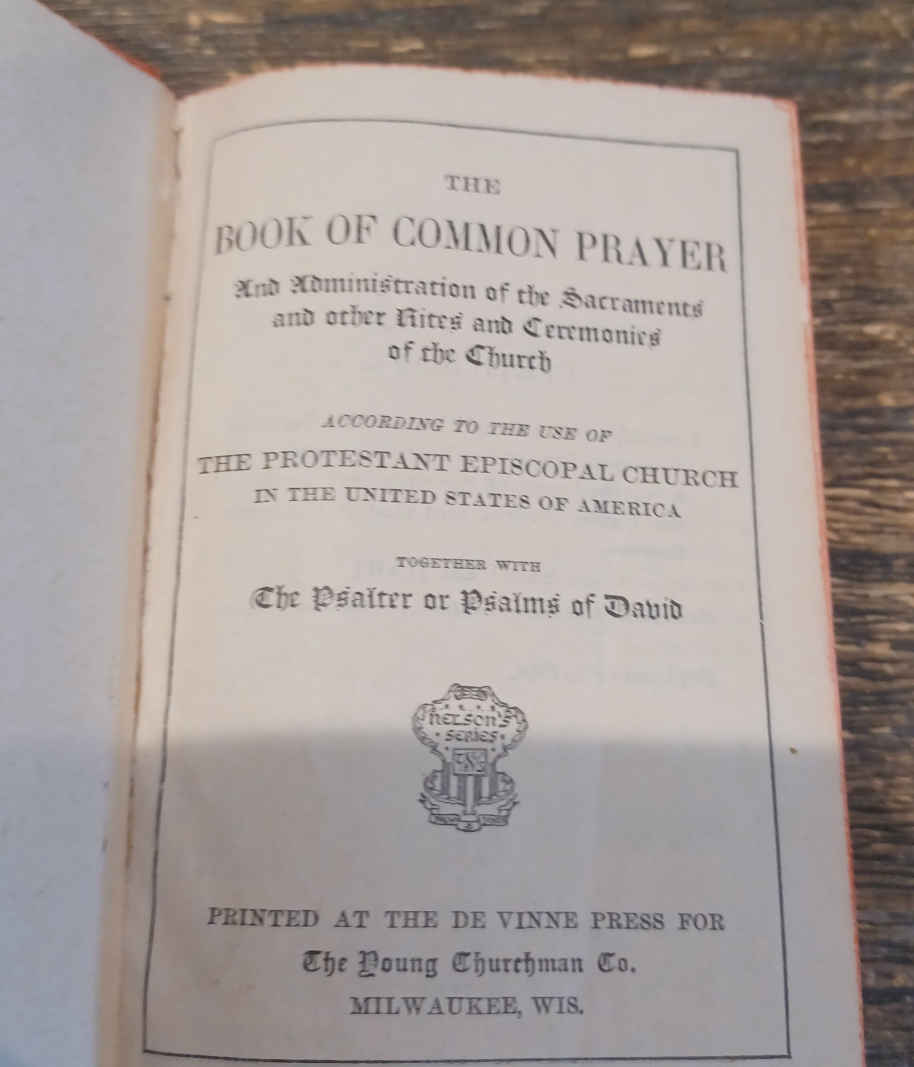 THE
BOOK OF COMMON PRAYER
And Administration of the Sacraments
and other Rites and Ceremonies
of the Church
ACCORDING TO THE USE OF
THE PROTESTANT EPISCOPAL CHURCH
IN THE UNITED STATES OF AMERICA
TOGETHER WITH
The Psalter or Psalms of David
NELSON'S
SERIES
PRINTED AT THE DE VINNE PRESS FOR
The Young Churchman Co.
MILWAUKEE, WIS.